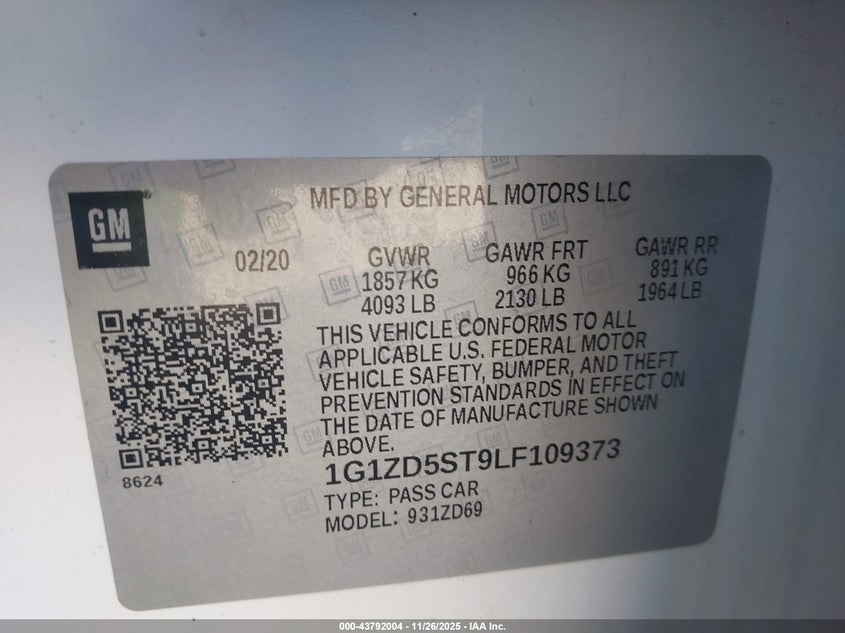 GM
MFD BY GENERAL MOTORS LLC
02/20 GVWR GAWR FRT GAWR RR
1857 KG 966 KG 891 KG
4093 LB 2130 LB 1964 LB
THIS VEHICLE CONFORMS TO ALL
APPLICABLE U.S. FEDERAL MOTOR
VEHICLE SAFETY, BUMPER, AND THEFT
PREVENTION STANDARDS IN EFFECT ON
THE DATE OF MANUFACTURE SHOWN
ABOVE.
8624
1G1ZD5ST9LF109373
TYPE: PASS CAR
MODEL: 931ZD69
000-43792004 - 11/26/2025 - IAA Inc.